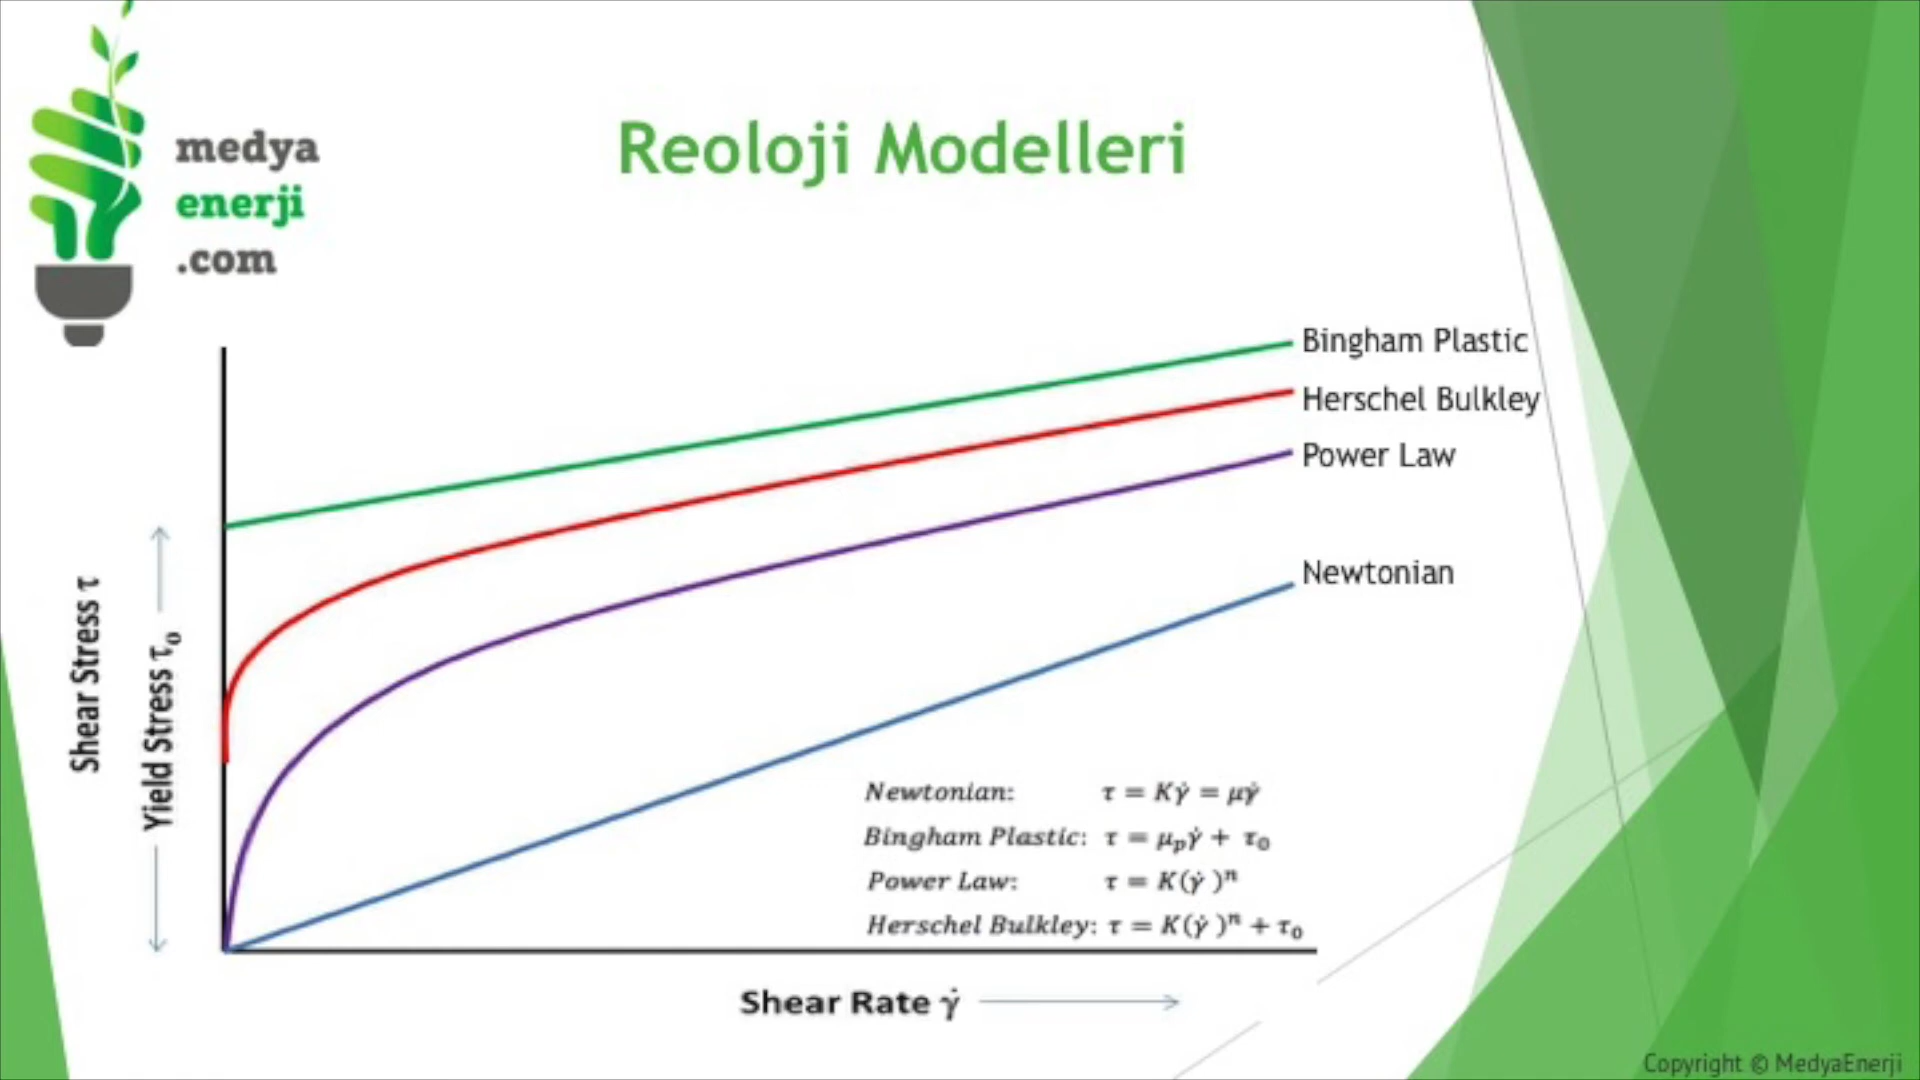 medya
enerji
.com
Reoloji Modelleri
Bingham Plastic
Herschel Bulkley
Power Law
Newtonian
Shear Stress τ
Yield Stress τ₀
Newtonian: τ = Kγ̇ = μγ̇
Bingham Plastic: τ = μₚγ̇ + τ₀
Power Law: τ = K(γ̇ )ⁿ
Herschel Bulkley: τ = K(γ̇ )ⁿ + τ₀
Shear Rate γ̇
Copyright © MedyaEnerji